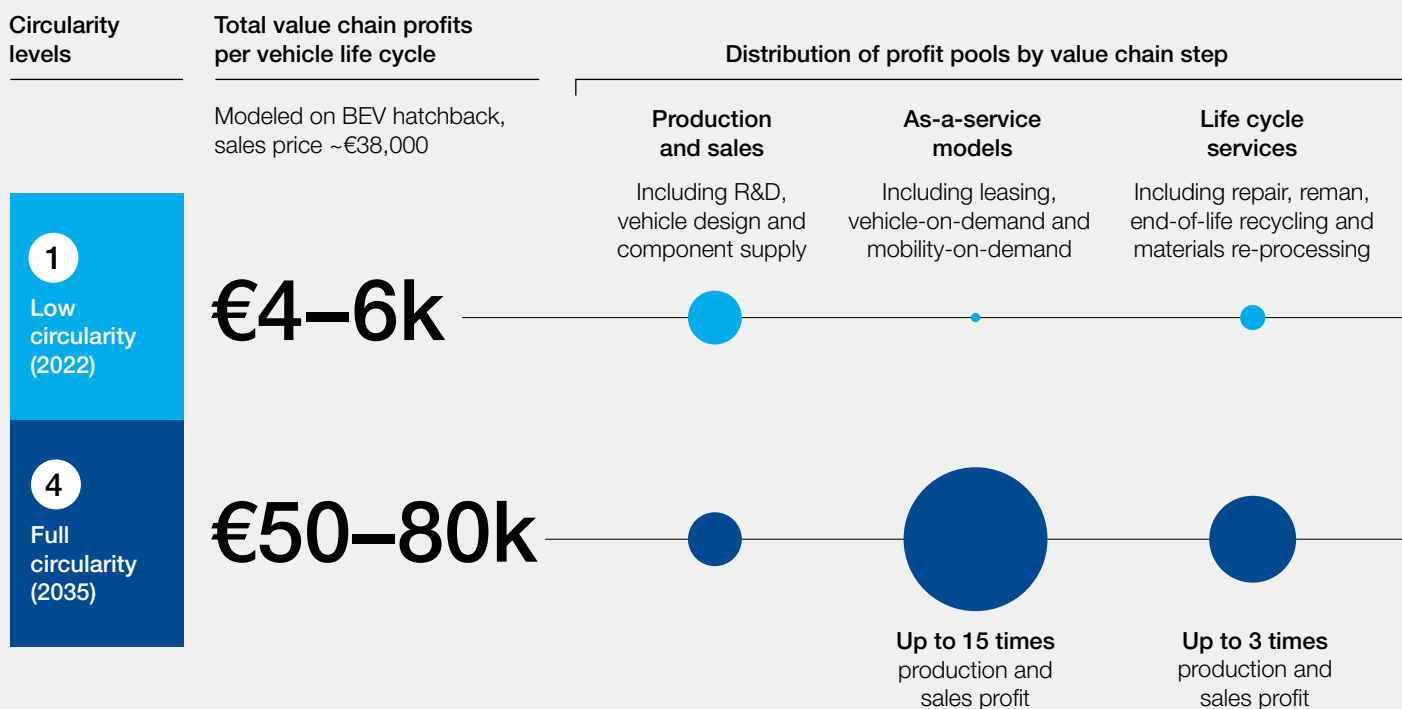 Circularity
levels
Total value chain profits
per vehicle life cycle
Distribution of profit pools by value chain step
Modeled on BEV hatchback,
sales price ~€38,000
Production
and sales
Including R&D,
vehicle design and
component supply
As-a-service
models
Including leasing,
vehicle-on-demand and
mobility-on-demand
Life cycle
services
Including repair, reman,
end-of-life recycling and
materials re-processing
1
Low
circularity
(2022)
€4–6k
4
Full
circularity
(2035)
€50–80k
Up to 15 times
production and
sales profit
Up to 3 times
production and
sales profit